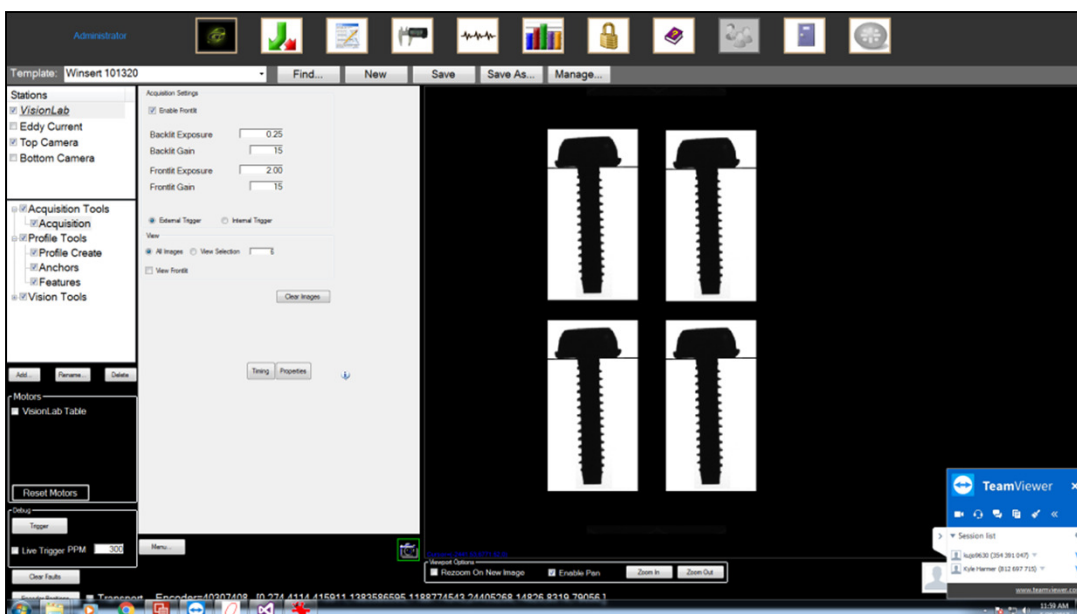 Administrator
Template: Winsert 101320
Find...
New
Save
Save As...
Manage...
Stations
VisionLab
Eddy Current
Top Camera
Bottom Camera
Acquisition Tools
Acquisition
Profile Tools
Profile Create
Anchors
Features
Vision Tools
Add...
Rename...
Delete
Motors
VisionLab Table
Reset Motors
Debug
Trigger
Live Trigger PPM 300
Clear Faults
Acquisition Settings
Enable Frontlit
Backlit Exposure 0.25
Backlit Gain 15
Frontlit Exposure 2.00
Frontlit Gain 15
External Trigger
Internal Trigger
View
All Images
View Selection
View Frontlit
Clear Images
Timing
Properties
Menu...
Viewport Options
Rezoom On New Image
Enable Pan
Zoom In
Zoom Out
TeamViewer
Session list
kujo9630 (354 391 047)
Kyle Harmer (812 697 715)
www.teamviewer.com
11:59 AM